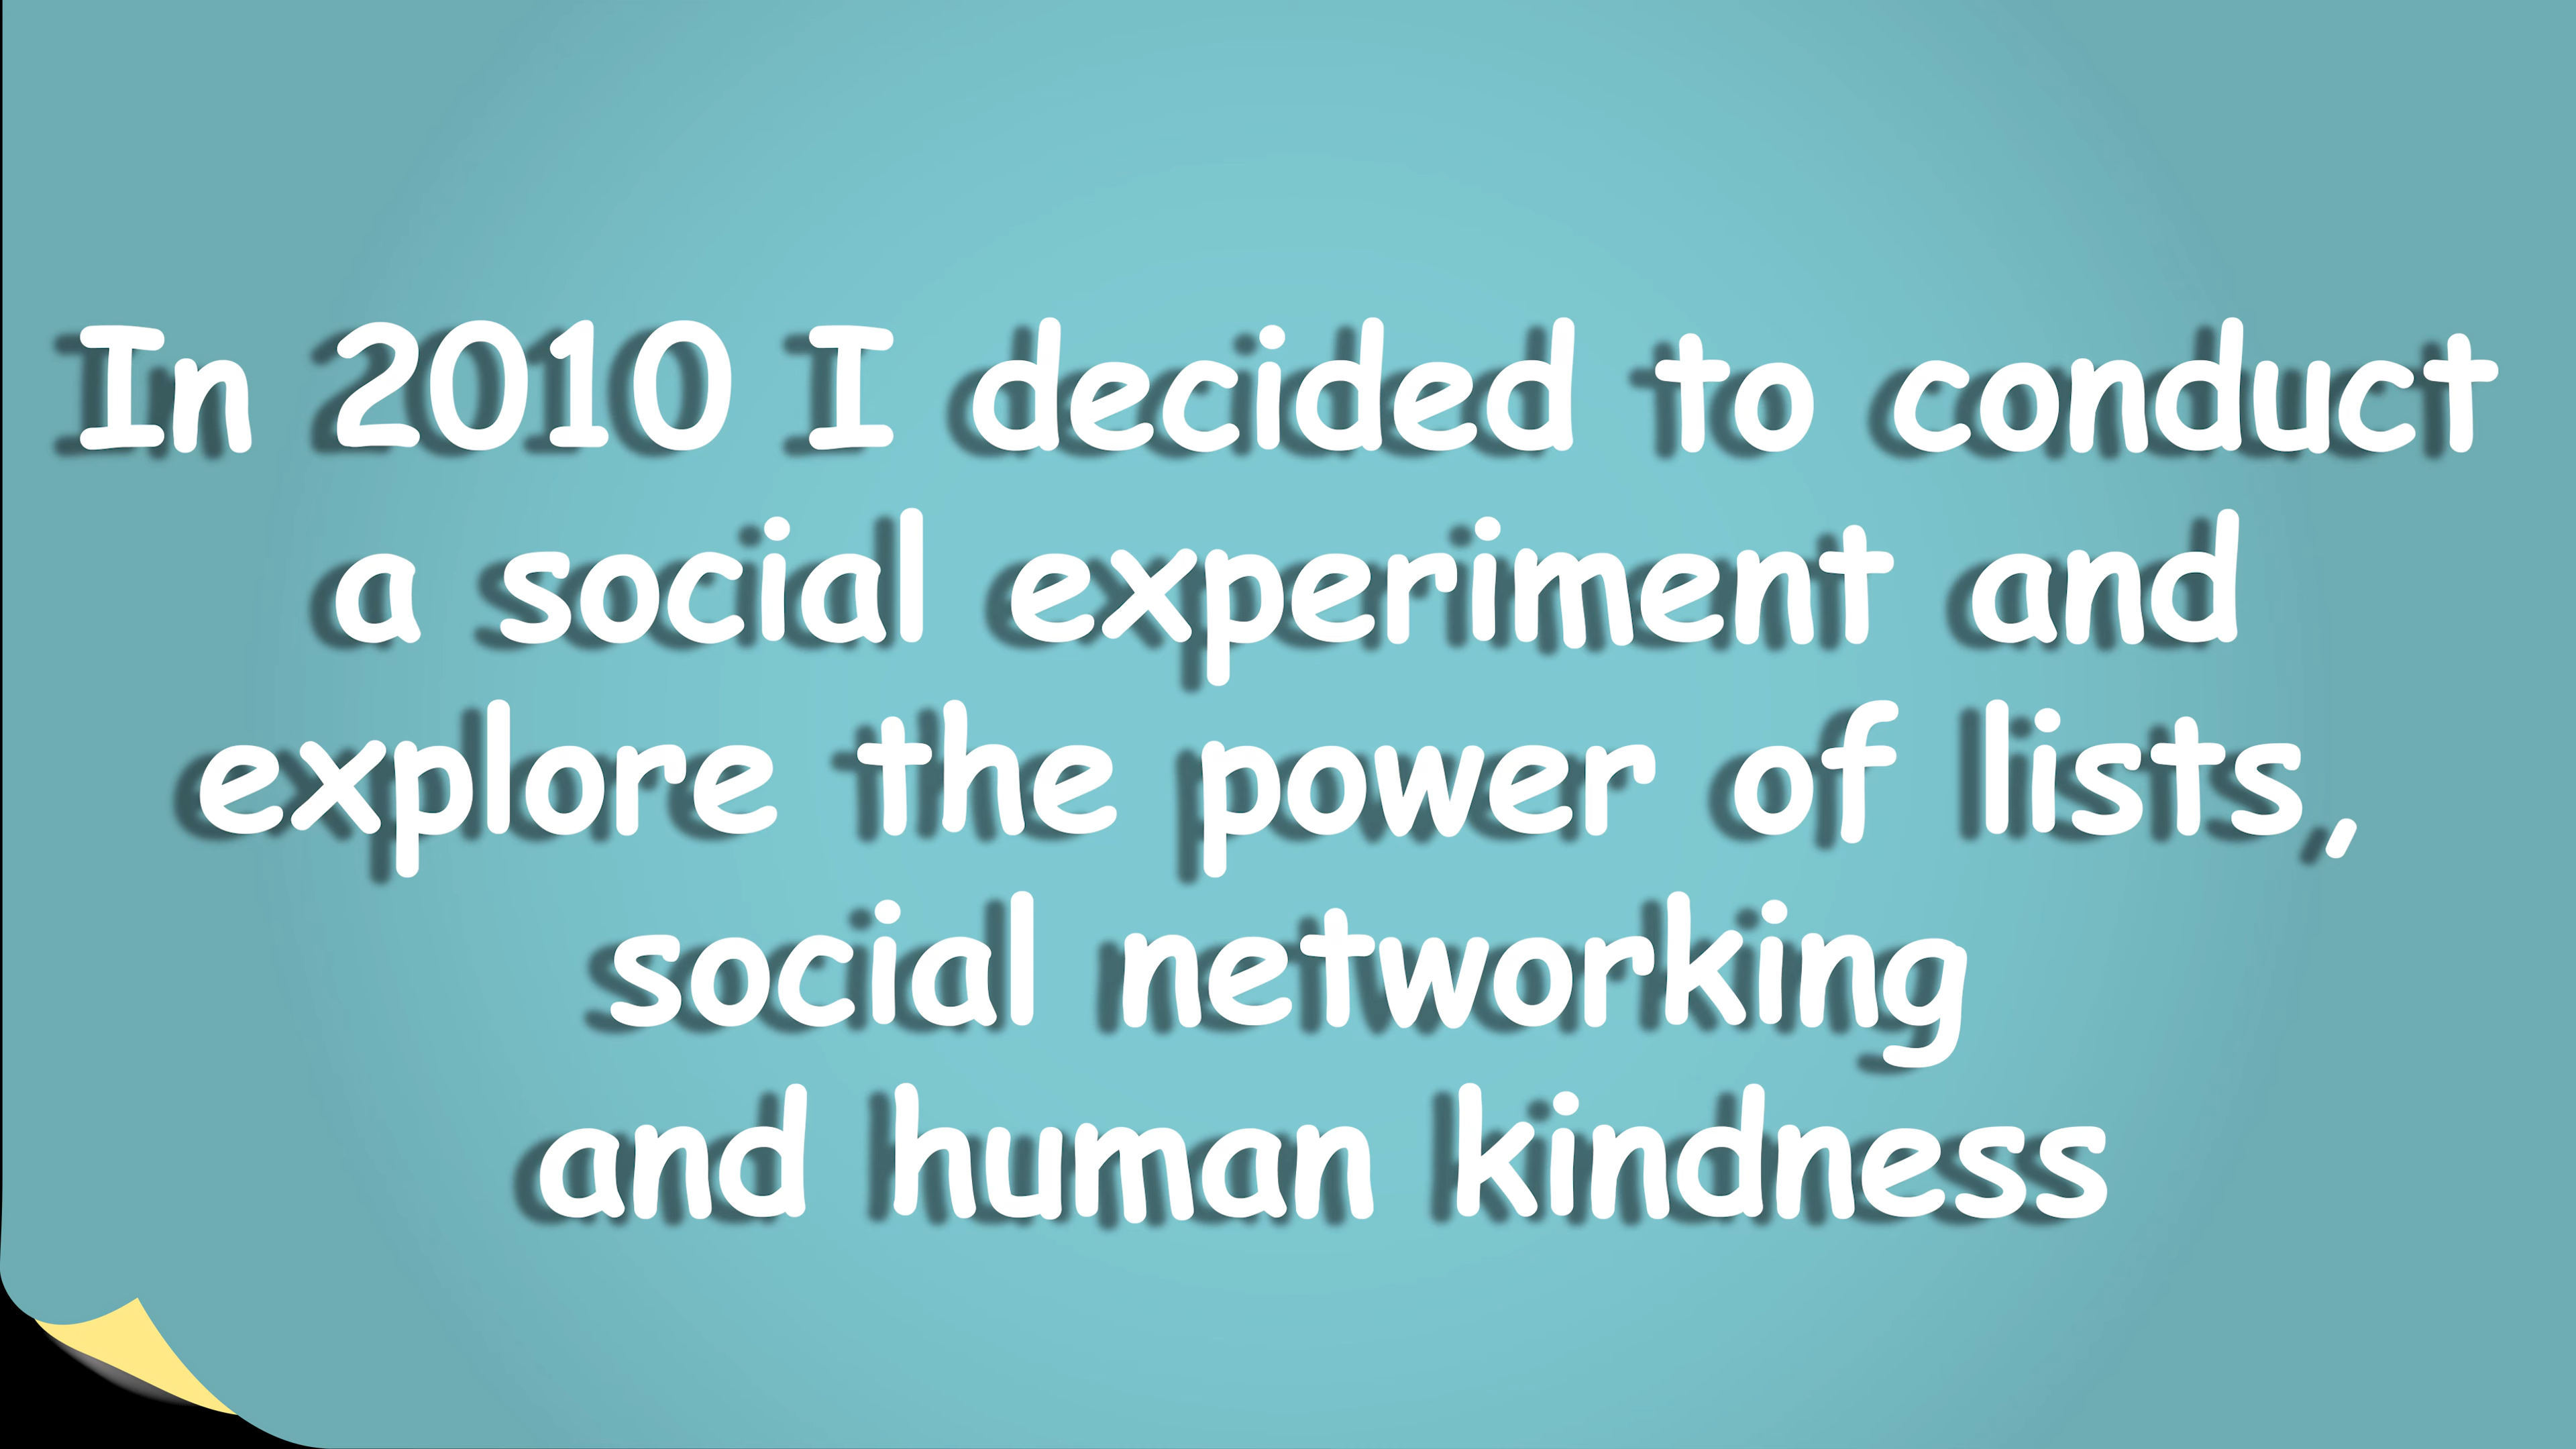 In 2010 I decided to conduct
a social experiment and
explore the power of lists,
social networking
and human kindness